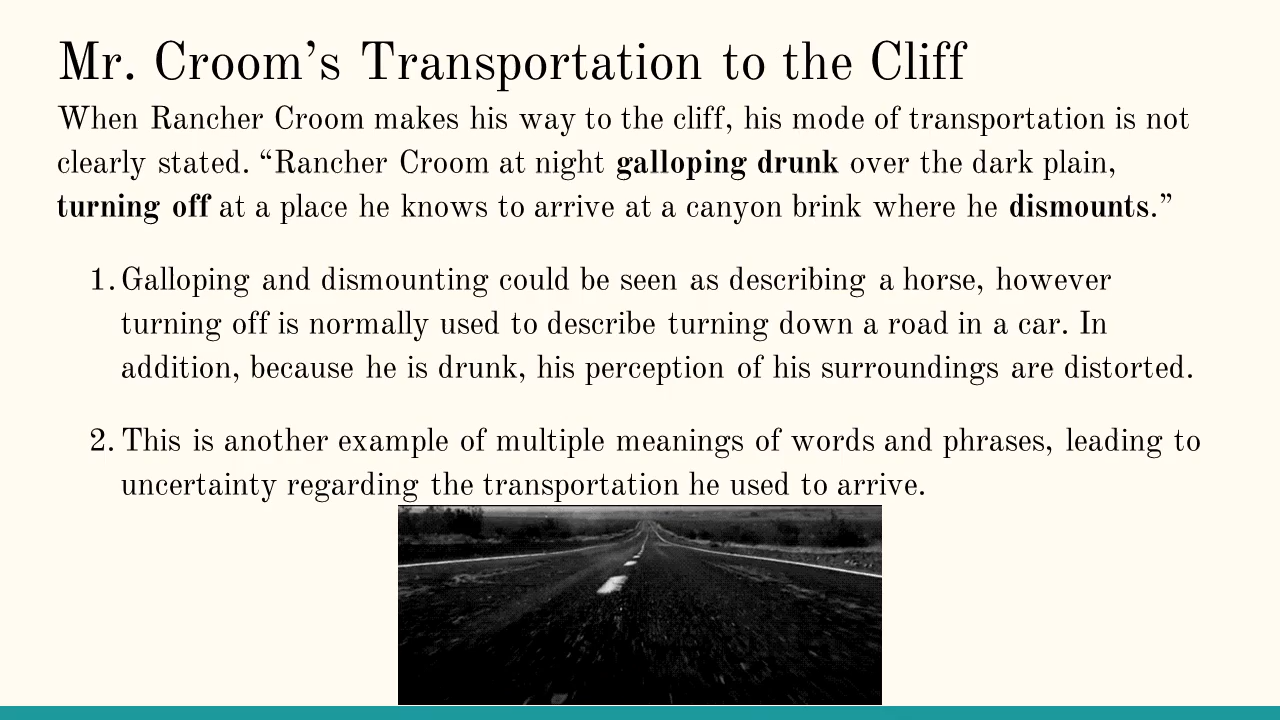 Mr. Croom’s Transportation to the Cliff
When Rancher Croom makes his way to the cliff, his mode of transportation is not
clearly stated. “Rancher Croom at night galloping drunk over the dark plain,
turning off at a place he knows to arrive at a canyon brink where he dismounts.”
1. Galloping and dismounting could be seen as describing a horse, however
turning off is normally used to describe turning down a road in a car. In
addition, because he is drunk, his perception of his surroundings are distorted.
2. This is another example of multiple meanings of words and phrases, leading to
uncertainty regarding the transportation he used to arrive.